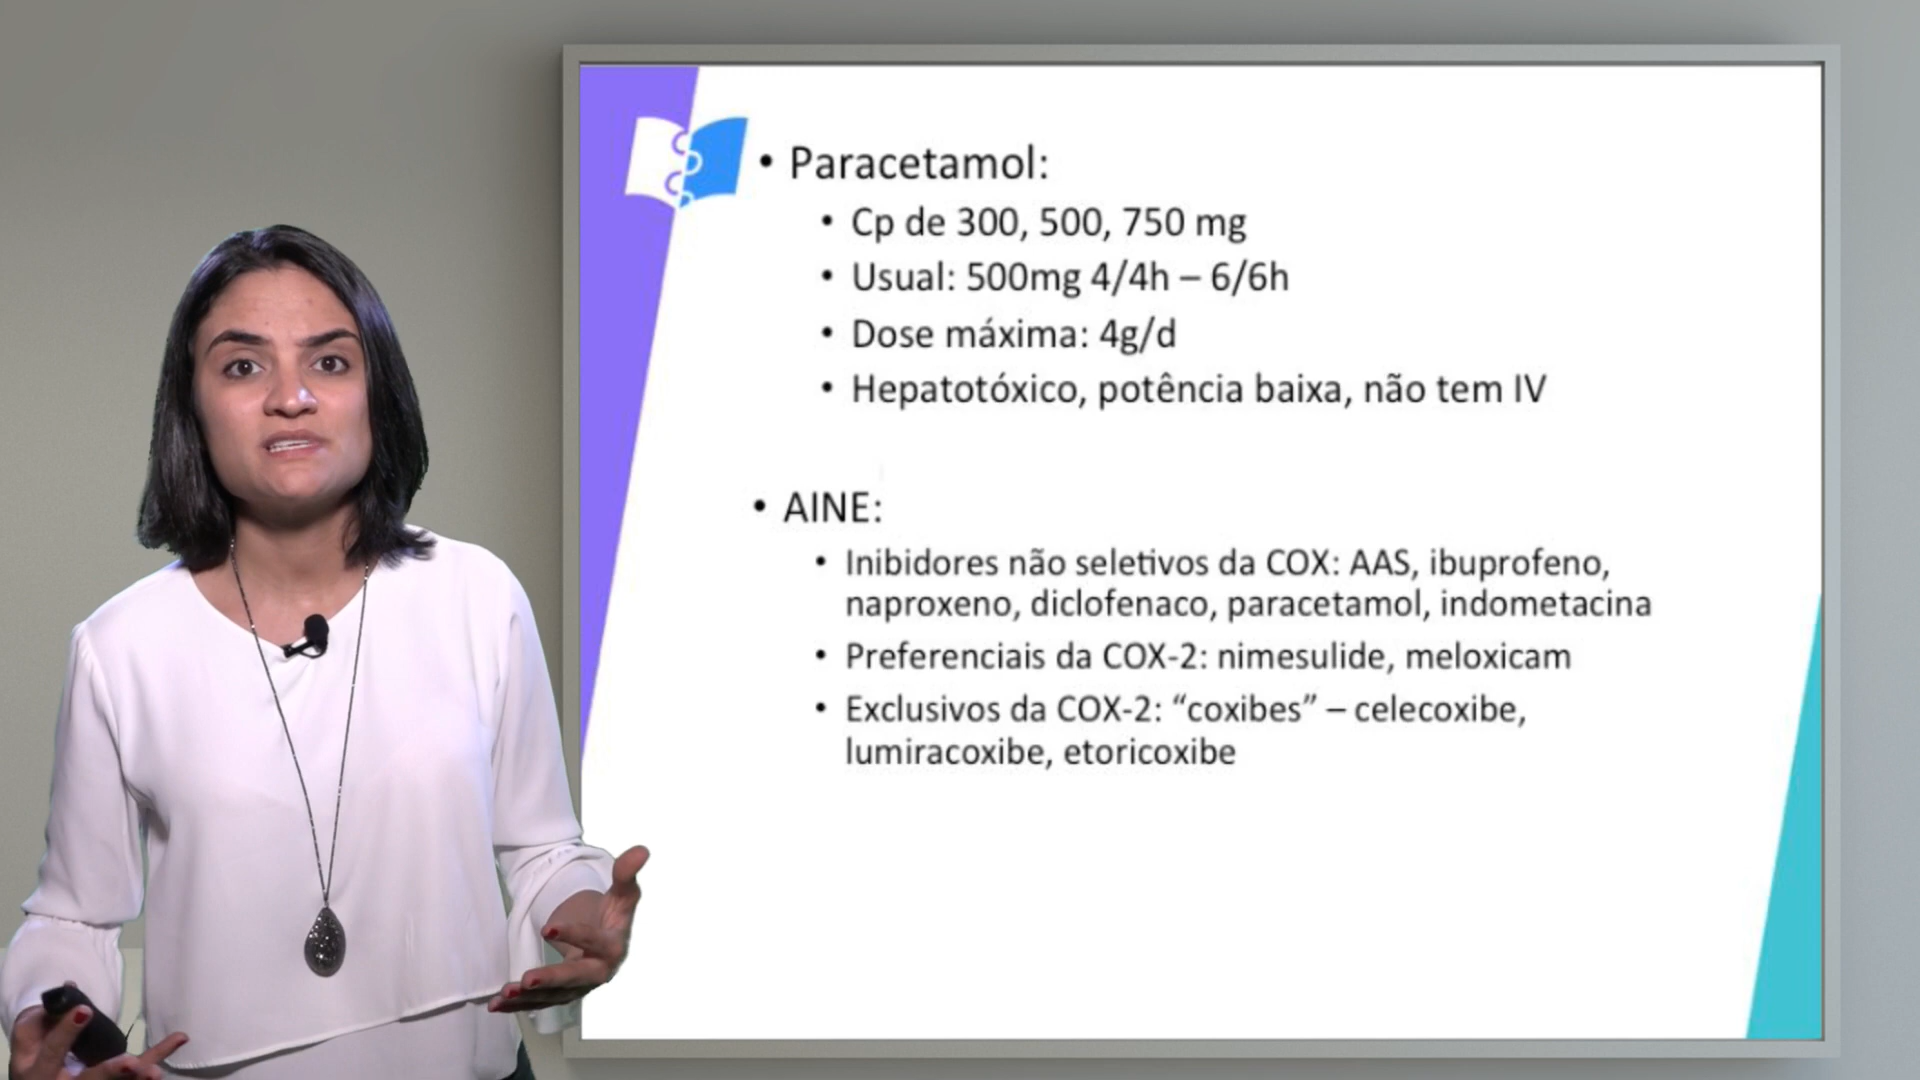 • Paracetamol:
• Cp de 300, 500, 750 mg
• Usual: 500mg 4/4h – 6/6h
• Dose máxima: 4g/d
• Hepatotóxico, potência baixa, não tem IV
• AINE:
• Inibidores não seletivos da COX: AAS, ibuprofeno,
naproxeno, diclofenaco, paracetamol, indometacina
• Preferenciais da COX-2: nimesulide, meloxicam
• Exclusivos da COX-2: “coxibes” – celecoxibe,
lumiracoxibe, etoricoxibe